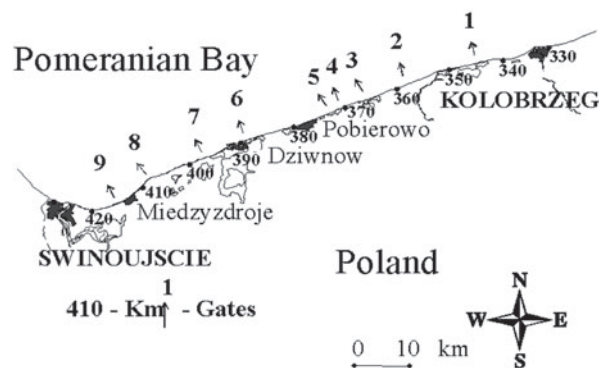 1
330
2
340
Pomeranian Bay
3
350
4
5
360
KOLOBRZEG
370
6
380
Pobierowo
7
390
Dziwnow
8
400
9
410
Miedzyzdroje
420
SWINOUJSCIE
Poland
1
410 - Km - Gates
N
W E
S
0 10 km